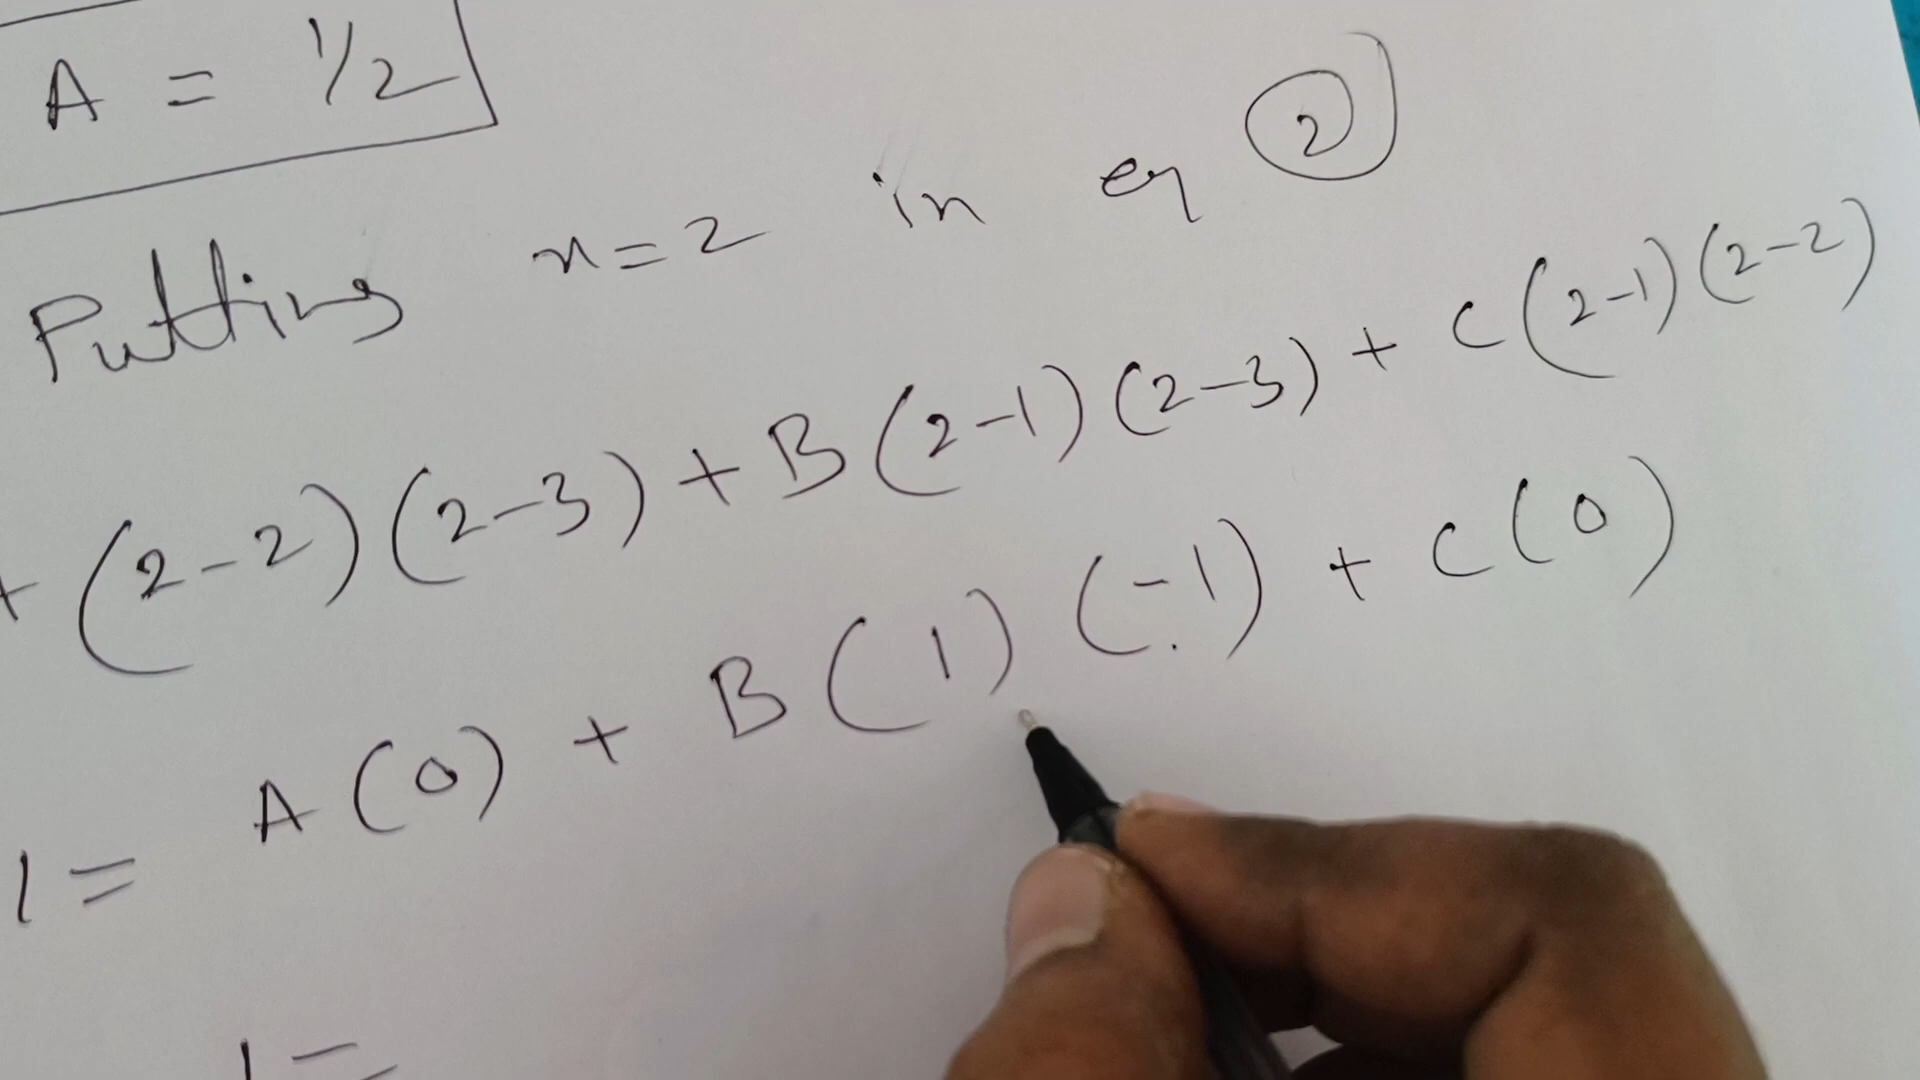 A = 1/2
Putting x=2 in eq 2
(2-2)(2-3) + B(2-1)(2-3) + C(2-1)(2-2)
1 = A(0) + B(1)(-1) + C(0)
1 =